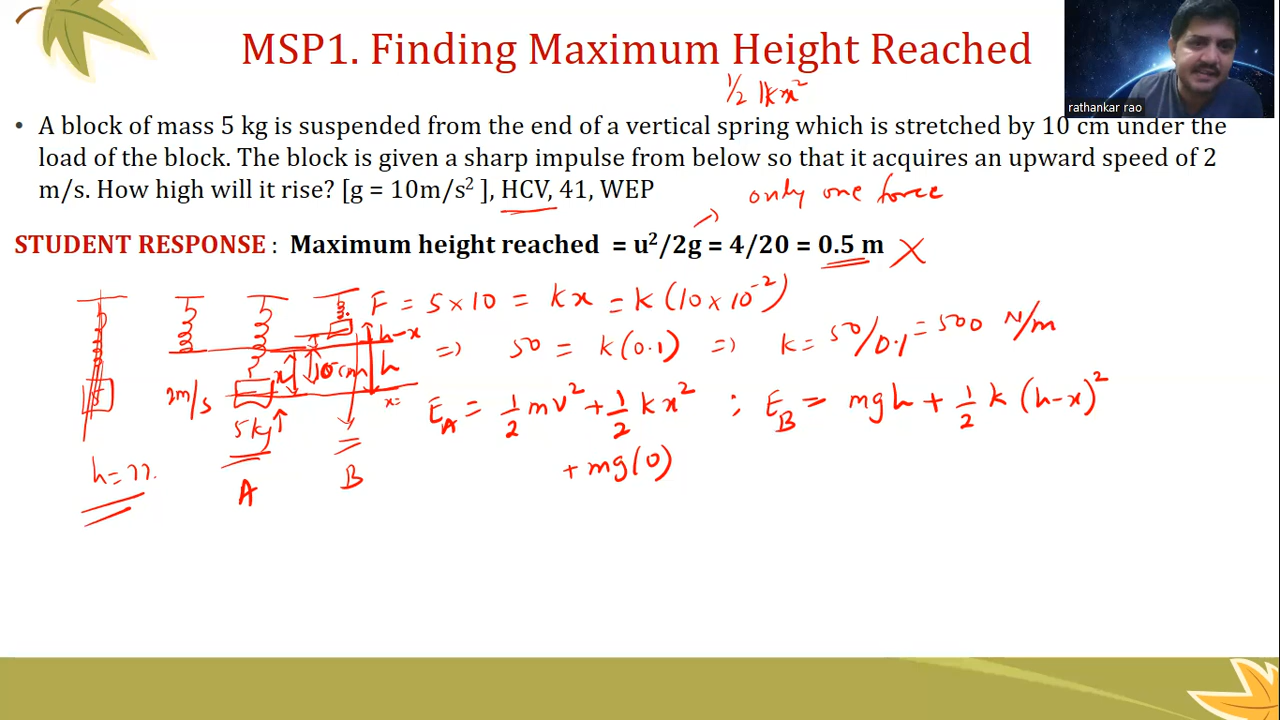 MSP1. Finding Maximum Height Reached
1/2 kx²
rathankar rao
• A block of mass 5 kg is suspended from the end of a vertical spring which is stretched by 10 cm under the
load of the block. The block is given a sharp impulse from below so that it acquires an upward speed of 2
m/s. How high will it rise? [g = 10m/s² ], HCV, 41, WEP
→ only one force
STUDENT RESPONSE : Maximum height reached = u²/2g = 4/20 = 0.5 m X
F = 5×10 = kx = k(10×10⁻²)
h-x
⇒ 50 = k(0.1) ⇒ k = 50/0.1 = 500 N/m
x 10 cm h
2m/s
x=
E_A = 1/2 mv² + 1/2 kx² ; E_B = mgh + 1/2 k (h-x)²
+ mg(0)
5kg
h=??
A
B